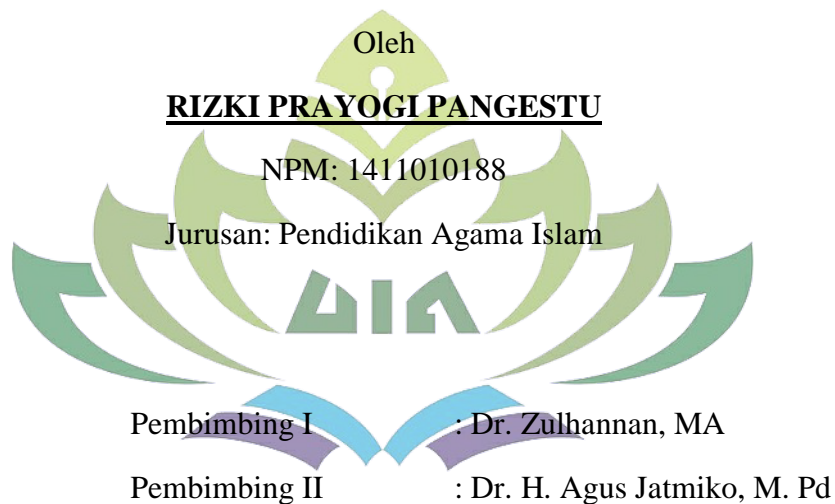 Oleh
RIZKI PRAYOGI PANGESTU
NPM: 1411010188
Jurusan: Pendidikan Agama Islam
UIN
Pembimbing I : Dr. Zulhannan, MA
Pembimbing II : Dr. H. Agus Jatmiko, M. Pd